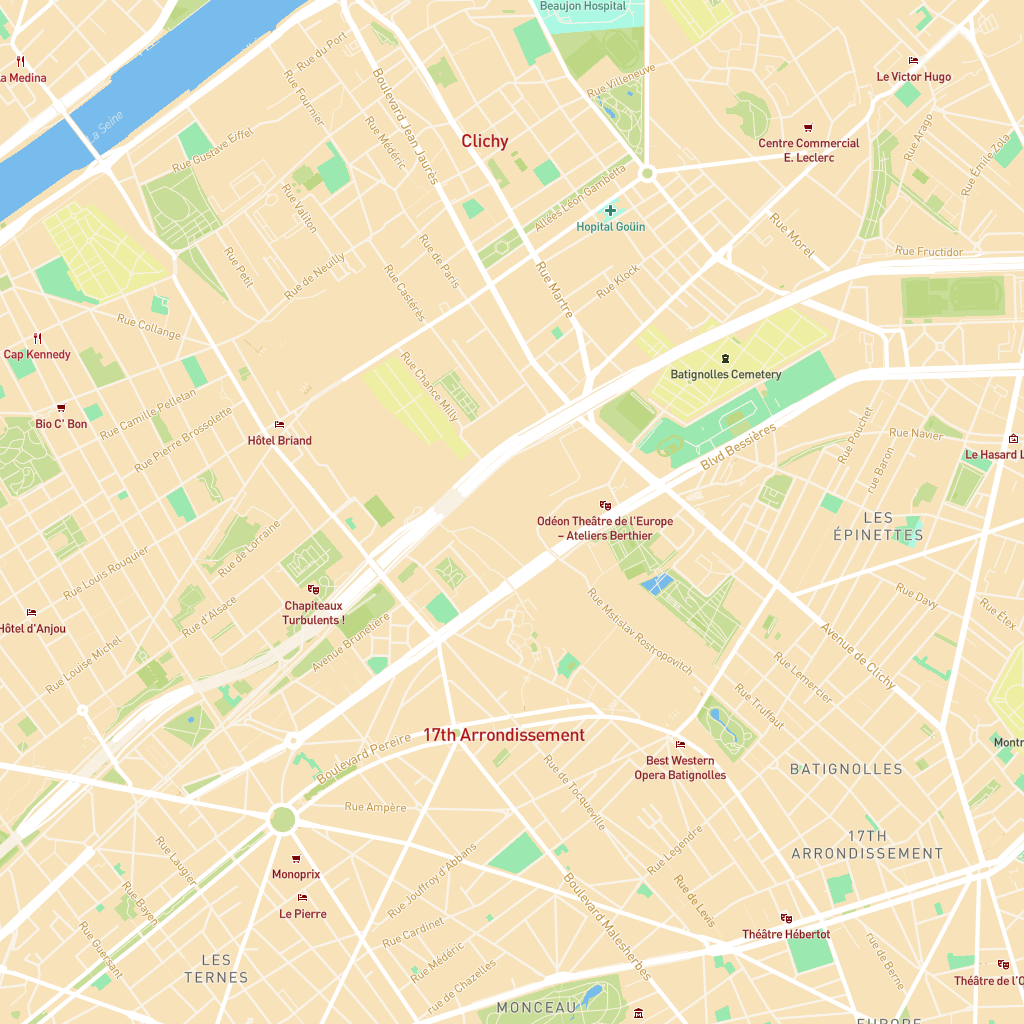 Beaujon Hospital
Rue du Port
La Medina
Boulevard Jean Jaurès
Rue Villeneuve
Le Victor Hugo
Rue Fournier
La Seine
Rue Gustave Eiffel
Rue Médéric
Clichy
Centre Commercial
E. Leclerc
Rue Arago
Rue Émile Zola
Allées Léon Gambetta
Rue Valiton
Hopital Goüin
Rue Morel
Rue Petit
Rue de Neuilly
Rue de Paris
Rue Castérès
Rue Martre
Rue Klock
Rue Fructidor
Rue Collange
Cap Kennedy
Rue Chance Milly
Batignolles Cemetery
Rue Camille Pelletan
Bio C' Bon
Rue Pierre Brossolette
Hôtel Briand
Blvd Bessières
Rue Pouchet
Rue Navier
rue Baron
Le Hasard L
Odéon Theâtre de l'Europe
– Ateliers Berthier
LES
ÉPINETTES
Rue de Lorraine
Rue Louis Rouquier
Chapiteaux
Turbulents !
Rue d'Alsace
Hôtel d'Anjou
Avenue Brunetière
Rue Mstislav Rostropovitch
Rue Davy
Rue Étex
Avenue de Clichy
Rue Louise Michel
Rue Lemercier
Rue Truffaut
17th Arrondissement
Boulevard Pereire
Best Western
Opera Batignolles
Montr
BATIGNOLLES
Rue de Tocqueville
Rue Ampère
17TH
ARRONDISSEMENT
Rue Legendre
Rue Laugier
Monoprix
Rue Jouffroy d'Abbans
Boulevard Malesherbes
Rue de Levis
Rue Bayen
Le Pierre
Théâtre Hébertot
Rue Cardinet
Rue Guersant
LES
TERNES
Rue Médéric
rue de Chazelles
rue de Berne
Théâtre de l'O
MONCEAU
EUROPE